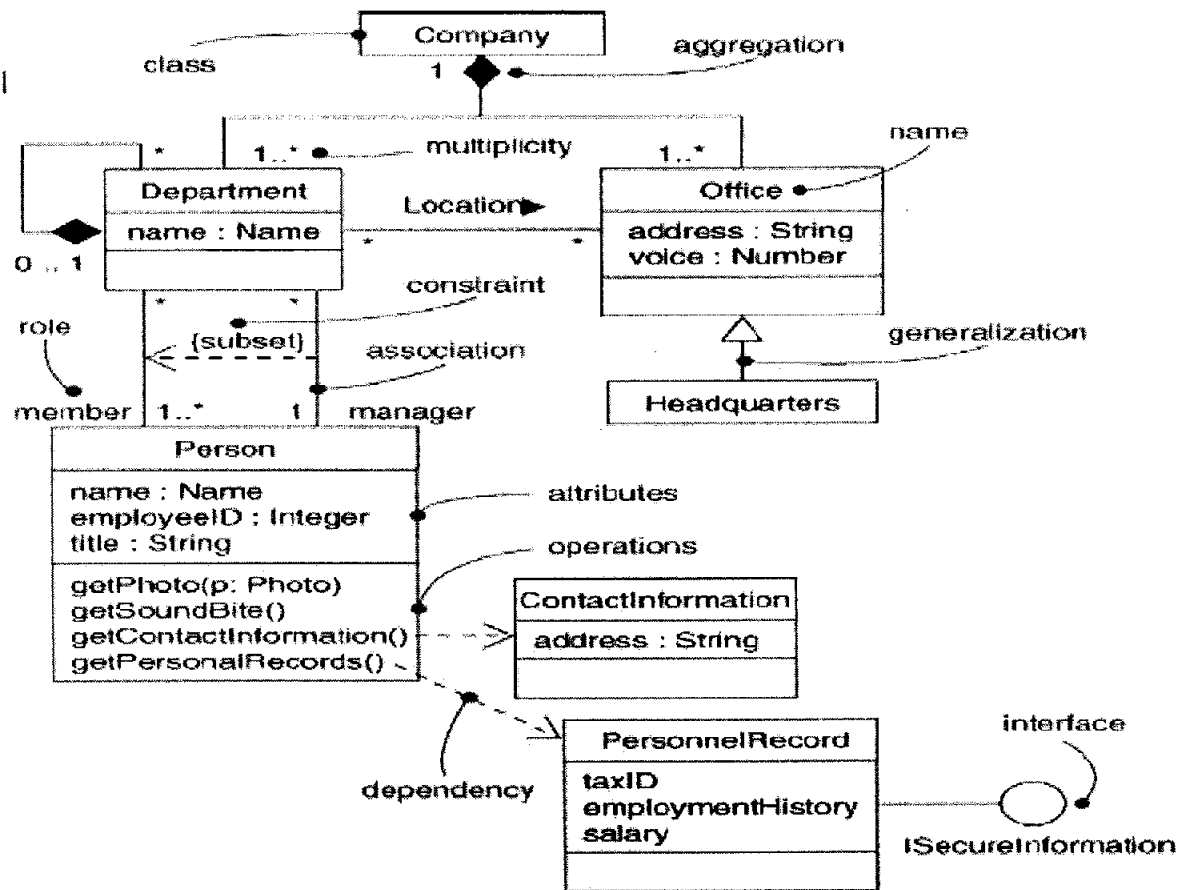 Company
class
aggregation
1
name
*
1..*
multiplicity
1..*
Department
name : Name
Location
Office
address : String
voice : Number
*
*
0 .. 1
constraint
*
*
role
{subset}
association
generalization
member
1..*
1
manager
Headquarters
Person
name : Name
employeeID : Integer
title : String
attributes
operations
getPhoto(p: Photo)
getSoundBite()
getContactInformation()
getPersonalRecords()
ContactInformation
address : String
interface
PersonnelRecord
taxID
employmentHistory
salary
dependency
ISecureInformation